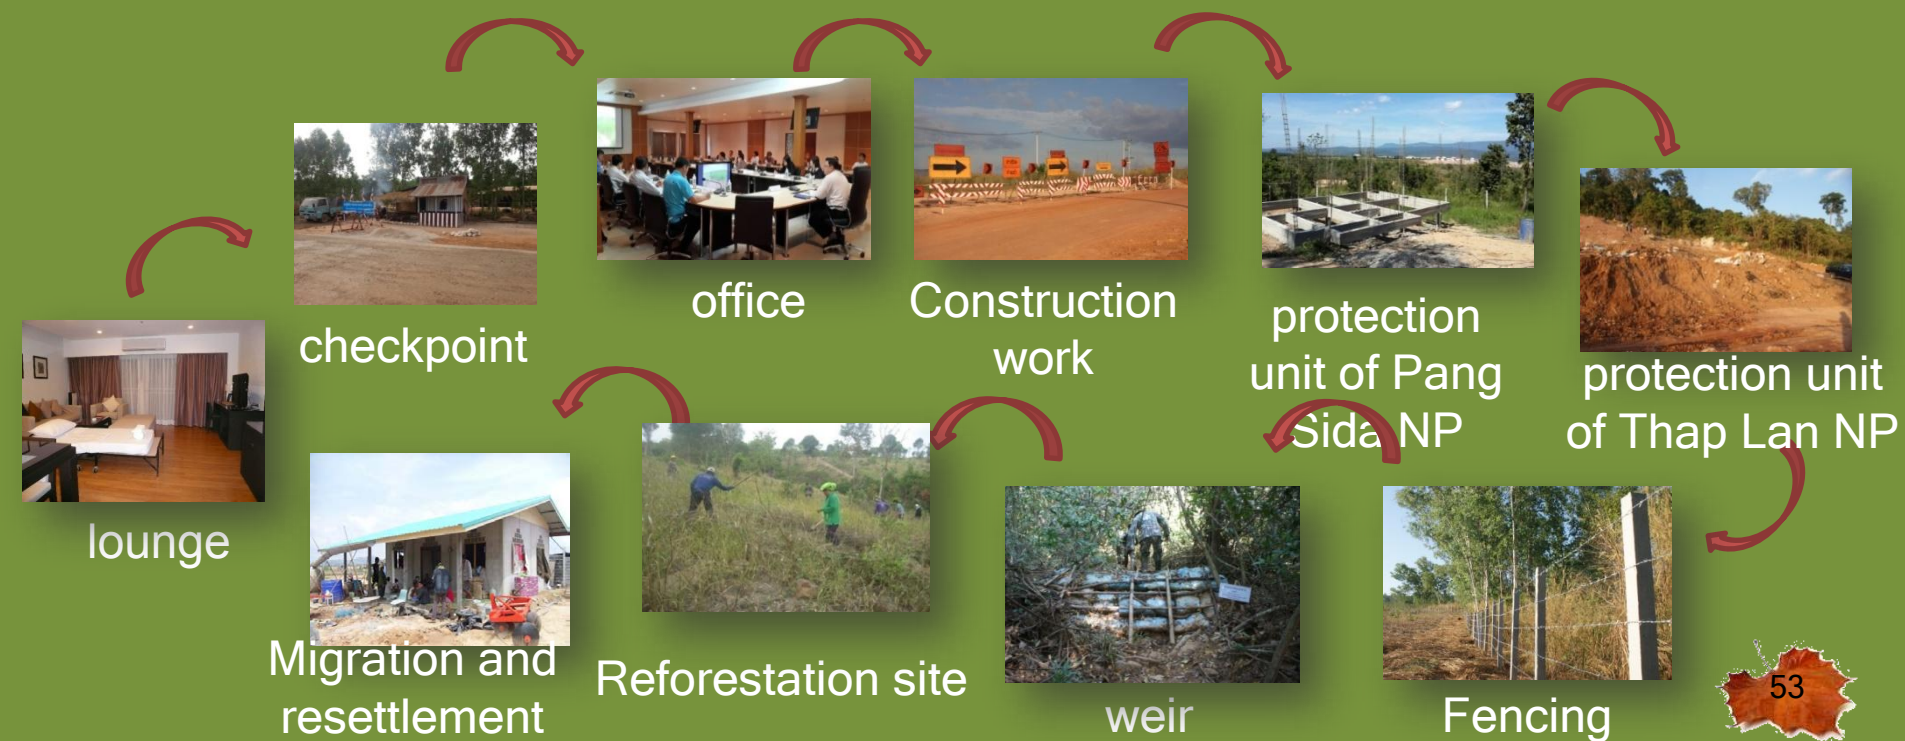 lounge
checkpoint
office
Construction
work
protection
unit of Pang
Sida NP
protection unit
of Thap Lan NP
Fencing
weir
Reforestation site
Migration and
resettlement
53